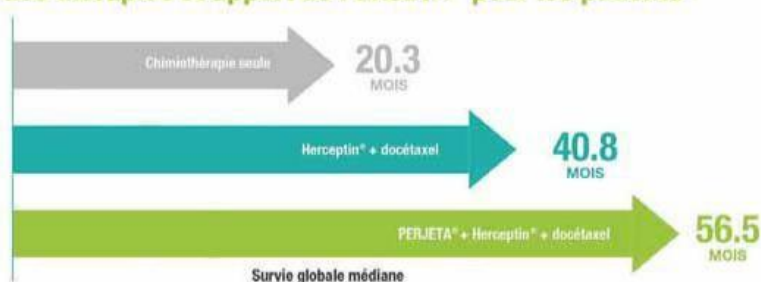 Chimiothérapie seule
20.3
MOIS
Herceptin® + docétaxel
40.8
MOIS
PERJETA® + Herceptin® + docétaxel
56.5
MOIS
Survie globale médiane